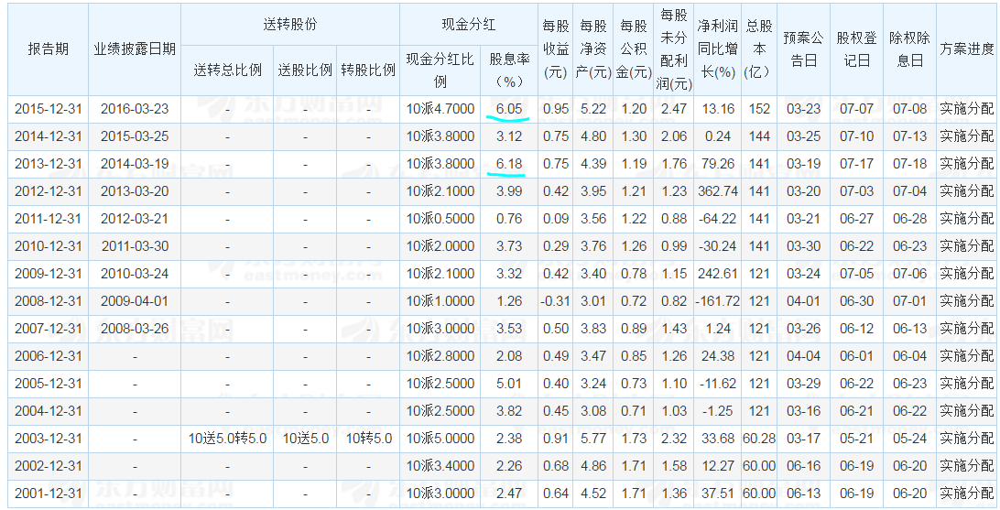 报告期 业绩披露日期 送转股份 现金分红 每股收益(元) 每股净资产(元) 每股公积金(元) 每股未分配利润(元) 净利润同比增长(%) 总股本(亿) 预案公告日 股权登记日 除权除息日 方案进度
送转总比例 送股比例 转股比例 现金分红比例 股息率（%）
2015-12-31 2016-03-23 - - - 10派4.7000 6.05 0.95 5.22 1.20 2.47 13.16 152 03-23 07-07 07-08 实施分配
2014-12-31 2015-03-25 - - - 10派3.8000 3.12 0.75 4.80 1.30 2.06 0.24 144 03-25 07-10 07-13 实施分配
2013-12-31 2014-03-19 - - - 10派3.8000 6.18 0.75 4.39 1.19 1.76 79.26 141 03-19 07-17 07-18 实施分配
2012-12-31 2013-03-20 - - - 10派2.1000 3.99 0.42 3.95 1.21 1.23 362.74 141 03-20 07-03 07-04 实施分配
2011-12-31 2012-03-21 - - - 10派0.5000 0.76 0.09 3.56 1.22 0.88 -64.22 141 03-21 06-27 06-28 实施分配
2010-12-31 2011-03-30 - - - 10派2.0000 3.73 0.29 3.76 1.26 0.99 -30.24 141 03-30 06-22 06-23 实施分配
2009-12-31 2010-03-24 - - - 10派2.1000 3.32 0.42 3.40 0.78 1.15 242.61 121 03-24 07-05 07-06 实施分配
2008-12-31 2009-04-01 - - - 10派1.0000 1.26 -0.31 3.01 0.72 0.82 -161.72 121 04-01 06-30 07-01 实施分配
2007-12-31 2008-03-26 - - - 10派3.0000 3.53 0.50 3.83 0.89 1.43 1.24 121 03-26 06-12 06-13 实施分配
2006-12-31 - - - - 10派2.8000 2.08 0.49 3.47 0.85 1.26 24.38 121 04-04 06-01 06-04 实施分配
2005-12-31 - - - - 10派2.5000 5.01 0.40 3.24 0.73 1.10 -11.62 121 03-29 06-22 06-23 实施分配
2004-12-31 - - - - 10派2.5000 3.82 0.45 3.08 0.71 1.03 -1.25 121 03-16 06-21 06-22 实施分配
2003-12-31 - 10送5.0转5.0 10送5.0 10转5.0 10派5.0000 2.38 0.91 5.77 1.73 2.32 33.68 60.28 03-17 05-21 05-24 实施分配
2002-12-31 - - - - 10派3.4000 2.26 0.68 4.86 1.71 1.58 12.27 60.00 06-16 06-19 06-20 实施分配
2001-12-31 - - - - 10派3.0000 2.47 0.64 4.52 1.71 1.36 37.51 60.00 06-13 06-19 06-20 实施分配